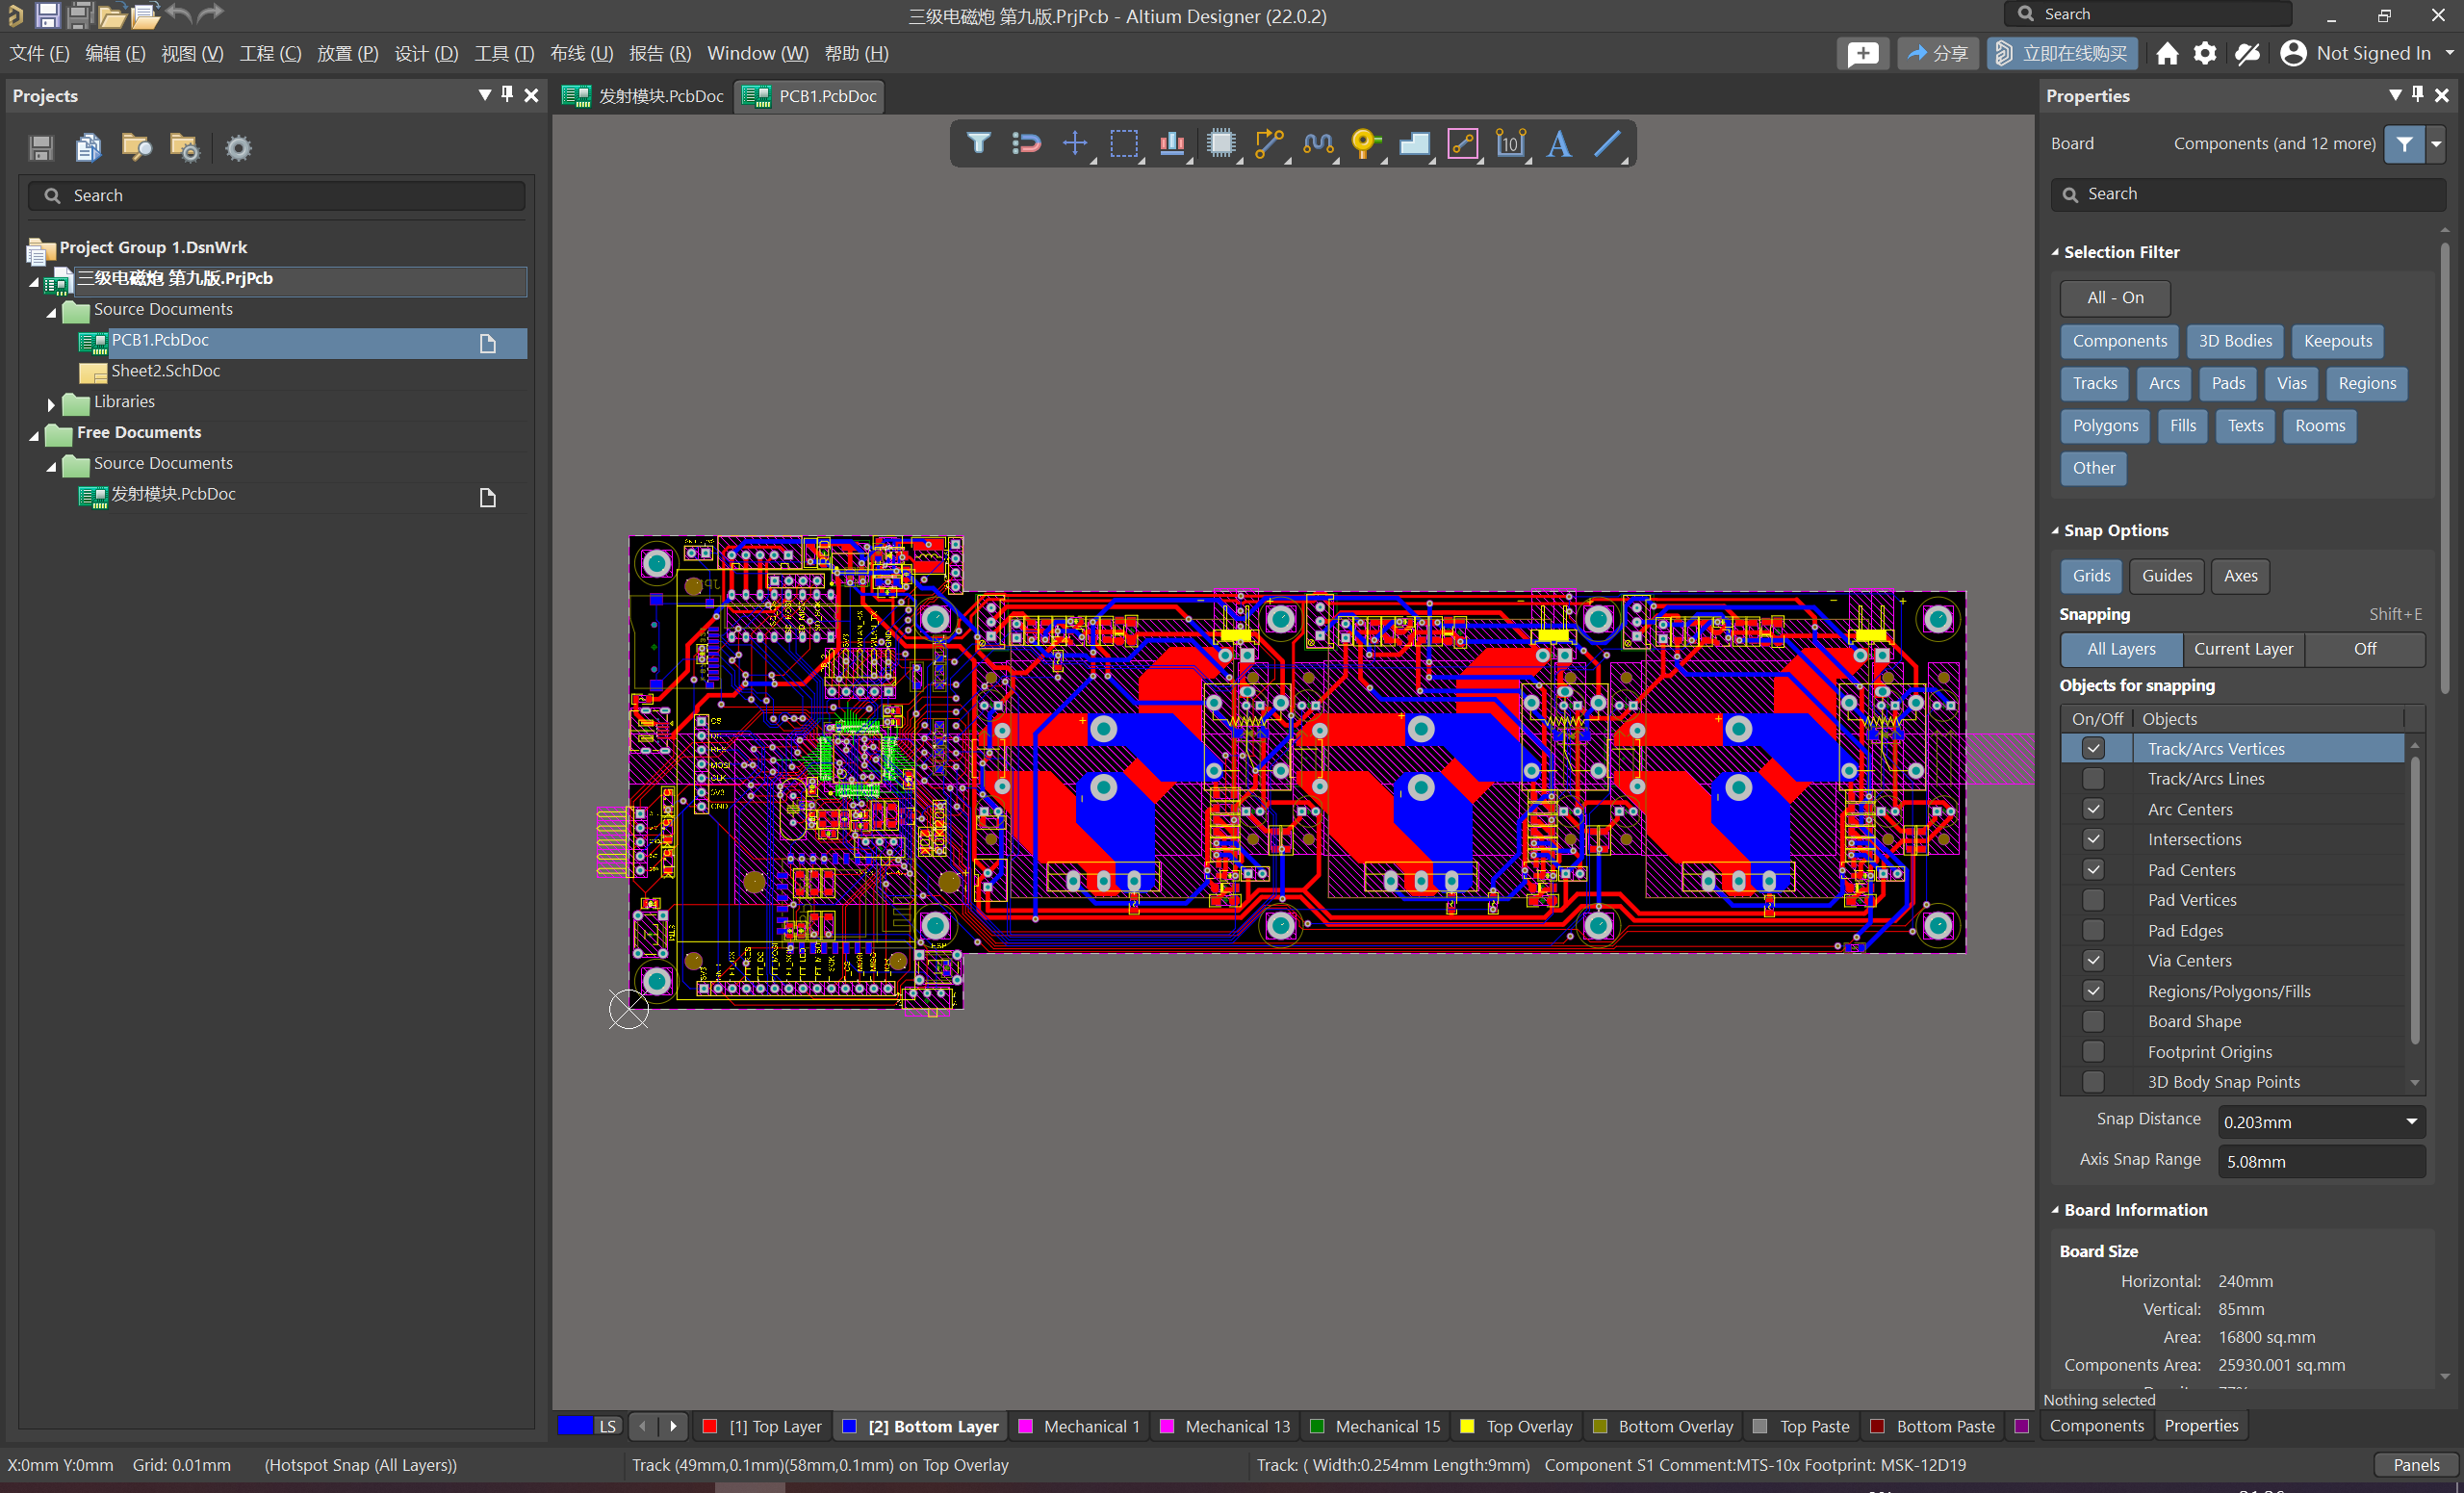 三级电磁炮 第九版.PrjPcb - Altium Designer (22.0.2)
Search
文件 (F) 编辑 (E) 视图 (V) 工程 (C) 放置 (P) 设计 (D) 工具 (T) 布线 (U) 报告 (R) Window (W) 帮助 (H)
分享
立即在线购买
Not Signed In
Projects
Search
Project Group 1.DsnWrk
三级电磁炮 第九版.PrjPcb
Source Documents
PCB1.PcbDoc
Sheet2.SchDoc
Libraries
Free Documents
Source Documents
发射模块.PcbDoc
发射模块.PcbDoc
PCB1.PcbDoc
10
MOSI
CLK
GND
Properties
Board
Components (and 12 more)
Search
Selection Filter
All - On
Components 3D Bodies Keepouts
Tracks Arcs Pads Vias Regions
Polygons Fills Texts Rooms
Other
Snap Options
Grids Guides Axes
Snapping Shift+E
All Layers Current Layer Off
Objects for snapping
On/Off Objects
Track/Arcs Vertices
Track/Arcs Lines
Arc Centers
Intersections
Pad Centers
Pad Vertices
Pad Edges
Via Centers
Regions/Polygons/Fills
Board Shape
Footprint Origins
3D Body Snap Points
Snap Distance 0.203mm
Axis Snap Range 5.08mm
Board Information
Board Size
Horizontal: 240mm
Vertical: 85mm
Area: 16800 sq.mm
Components Area: 25930.001 sq.mm
Nothing selected
LS [1] Top Layer [2] Bottom Layer Mechanical 1 Mechanical 13 Mechanical 15 Top Overlay Bottom Overlay Top Paste Bottom Paste
Components Properties
X:0mm Y:0mm Grid: 0.01mm (Hotspot Snap (All Layers)) Track (49mm,0.1mm)(58mm,0.1mm) on Top Overlay Track: ( Width:0.254mm Length:9mm) Component S1 Comment:MTS-10x Footprint: MSK-12D19
Panels